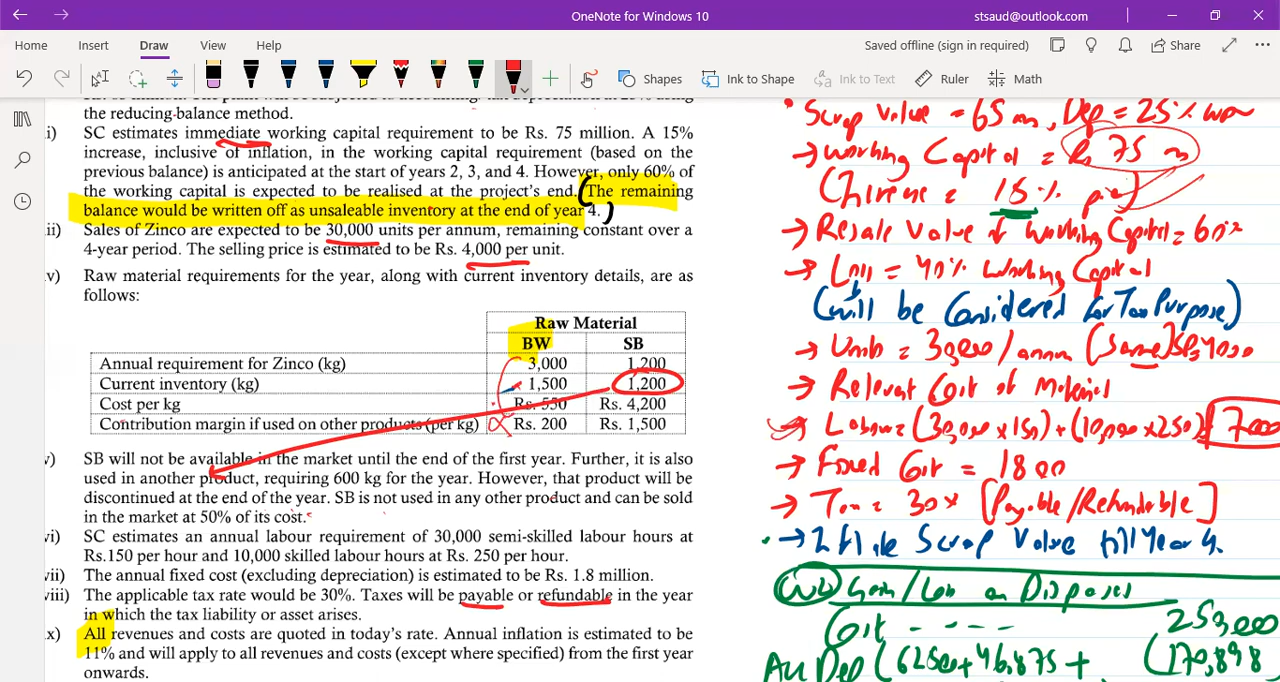 OneNote for Windows 10
stsaud@outlook.com
Home Insert Draw View Help
Saved offline (sign in required) Share
Shapes Ink to Shape Ink to Text Ruler Math
the reducing balance method.
ii) SC estimates immediate working capital requirement to be Rs. 75 million. A 15%
increase, inclusive of inflation, in the working capital requirement (based on the
previous balance) is anticipated at the start of years 2, 3, and 4. However, only 60% of
the working capital is expected to be realised at the project's end. (The remaining
balance would be written off as unsaleable inventory at the end of year 4.)
ii) Sales of Zinco are expected to be 30,000 units per annum, remaining constant over a
4-year period. The selling price is estimated to be Rs. 4,000 per unit.
v) Raw material requirements for the year, along with current inventory details, are as
follows:
Raw Material
BW SB
Annual requirement for Zinco (kg) 3,000 1,200
Current inventory (kg) 1,500 1,200
Cost per kg Rs. 550 Rs. 4,200
Contribution margin if used on other products (per kg) Rs. 200 Rs. 1,500
v) SB will not be available in the market until the end of the first year. Further, it is also
used in another product, requiring 600 kg for the year. However, that product will be
discontinued at the end of the year. SB is not used in any other product and can be sold
in the market at 50% of its cost.
vi) SC estimates an annual labour requirement of 30,000 semi-skilled labour hours at
Rs.150 per hour and 10,000 skilled labour hours at Rs. 250 per hour.
vii) The annual fixed cost (excluding depreciation) is estimated to be Rs. 1.8 million.
viii) The applicable tax rate would be 30%. Taxes will be payable or refundable in the year
in which the tax liability or asset arises.
ix) All revenues and costs are quoted in today's rate. Annual inflation is estimated to be
11% and will apply to all revenues and costs (except where specified) from the first year
onwards.
Scrap Value = 65 m, Dep = 25%
→ Working Capital = Rs 75 m
15%
→ Resale Value of Working Capital = 60%
→ Loss = 40% Working Capital
(will be Considered for Tax Purpose)
→ Units = 30,000/annum (Same) SP = 4000
→ Relevant Cost of Material
→ Labour = (30,000 x 150) + (10,000 x 250) 7000
→ Fixed Cost = 1800
→ Tax = 30% [Payable/Refundable]
→ Inflate Scrap Value till Year 4.
Gain/Loss on Disposal
Cost - - - - 253,000
Acc Dep (62500 + 46,875 + (170,898